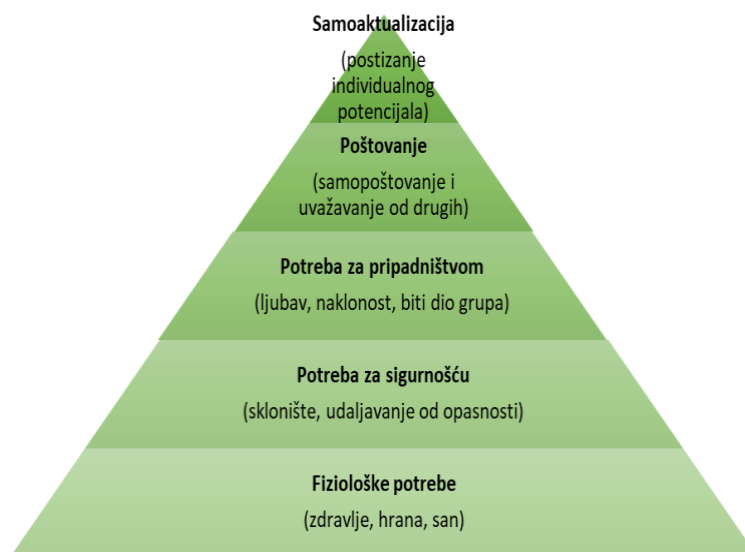 Samoaktualizacija
(postizanje
individualnog
potencijala)
Poštovanje
(samopoštovanje i
uvažavanje od drugih)
Potreba za pripadništvom
(ljubav, naklonost, biti dio grupa)
Potreba za sigurnošću
(sklonište, udaljavanje od opasnosti)
Fiziološke potrebe
(zdravlje, hrana, san)